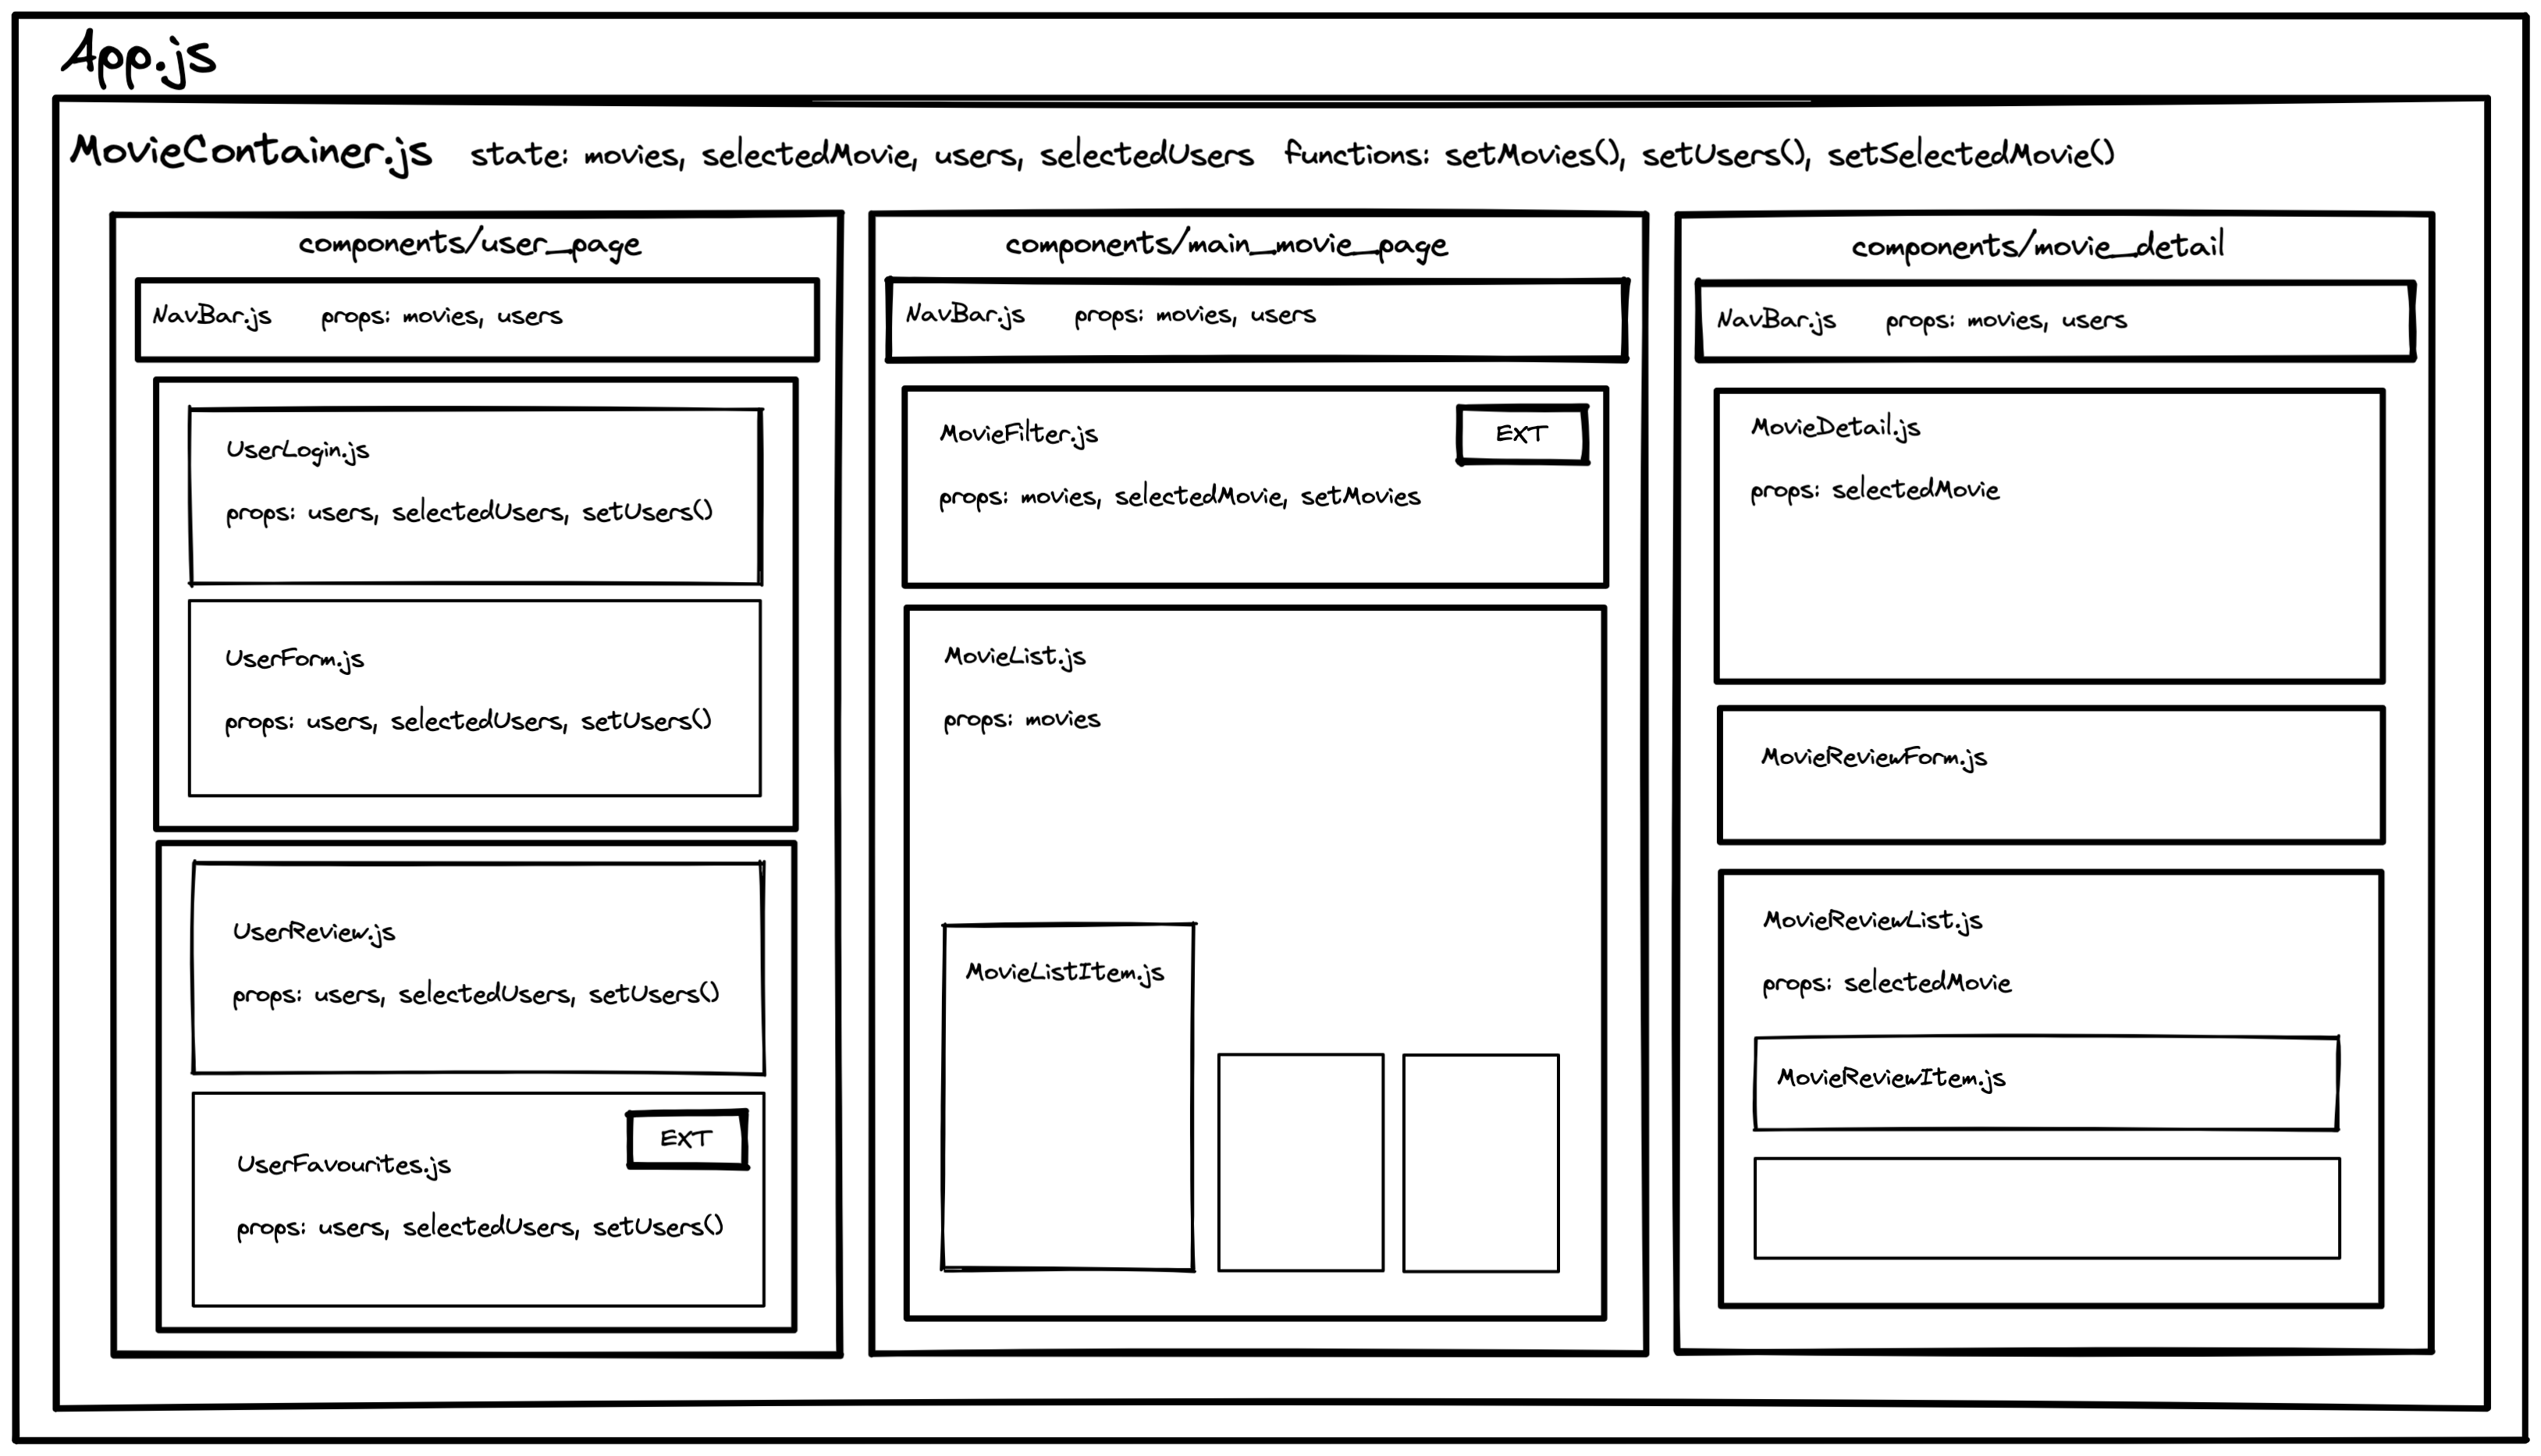 App.js
MovieContainer.js state: movies, selectedMovie, users, selectedUsers functions: setMovies(), setUsers(), setSelectedMovie()
components/user_page
NavBar.js props: movies, users
UserLogin.js
props: users, selectedUsers, setUsers()
UserForm.js
props: users, selectedUsers, setUsers()
UserReview.js
props: users, selectedUsers, setUsers()
EXT
UserFavourites.js
props: users, selectedUsers, setUsers()
components/main_movie_page
NavBar.js props: movies, users
MovieFilter.js EXT
props: movies, selectedMovie, setMovies
MovieList.js
props: movies
MovieListItem.js
components/movie_detail
NavBar.js props: movies, users
MovieDetail.js
props: selectedMovie
MovieReviewForm.js
MovieReviewList.js
props: selectedMovie
MovieReviewItem.js